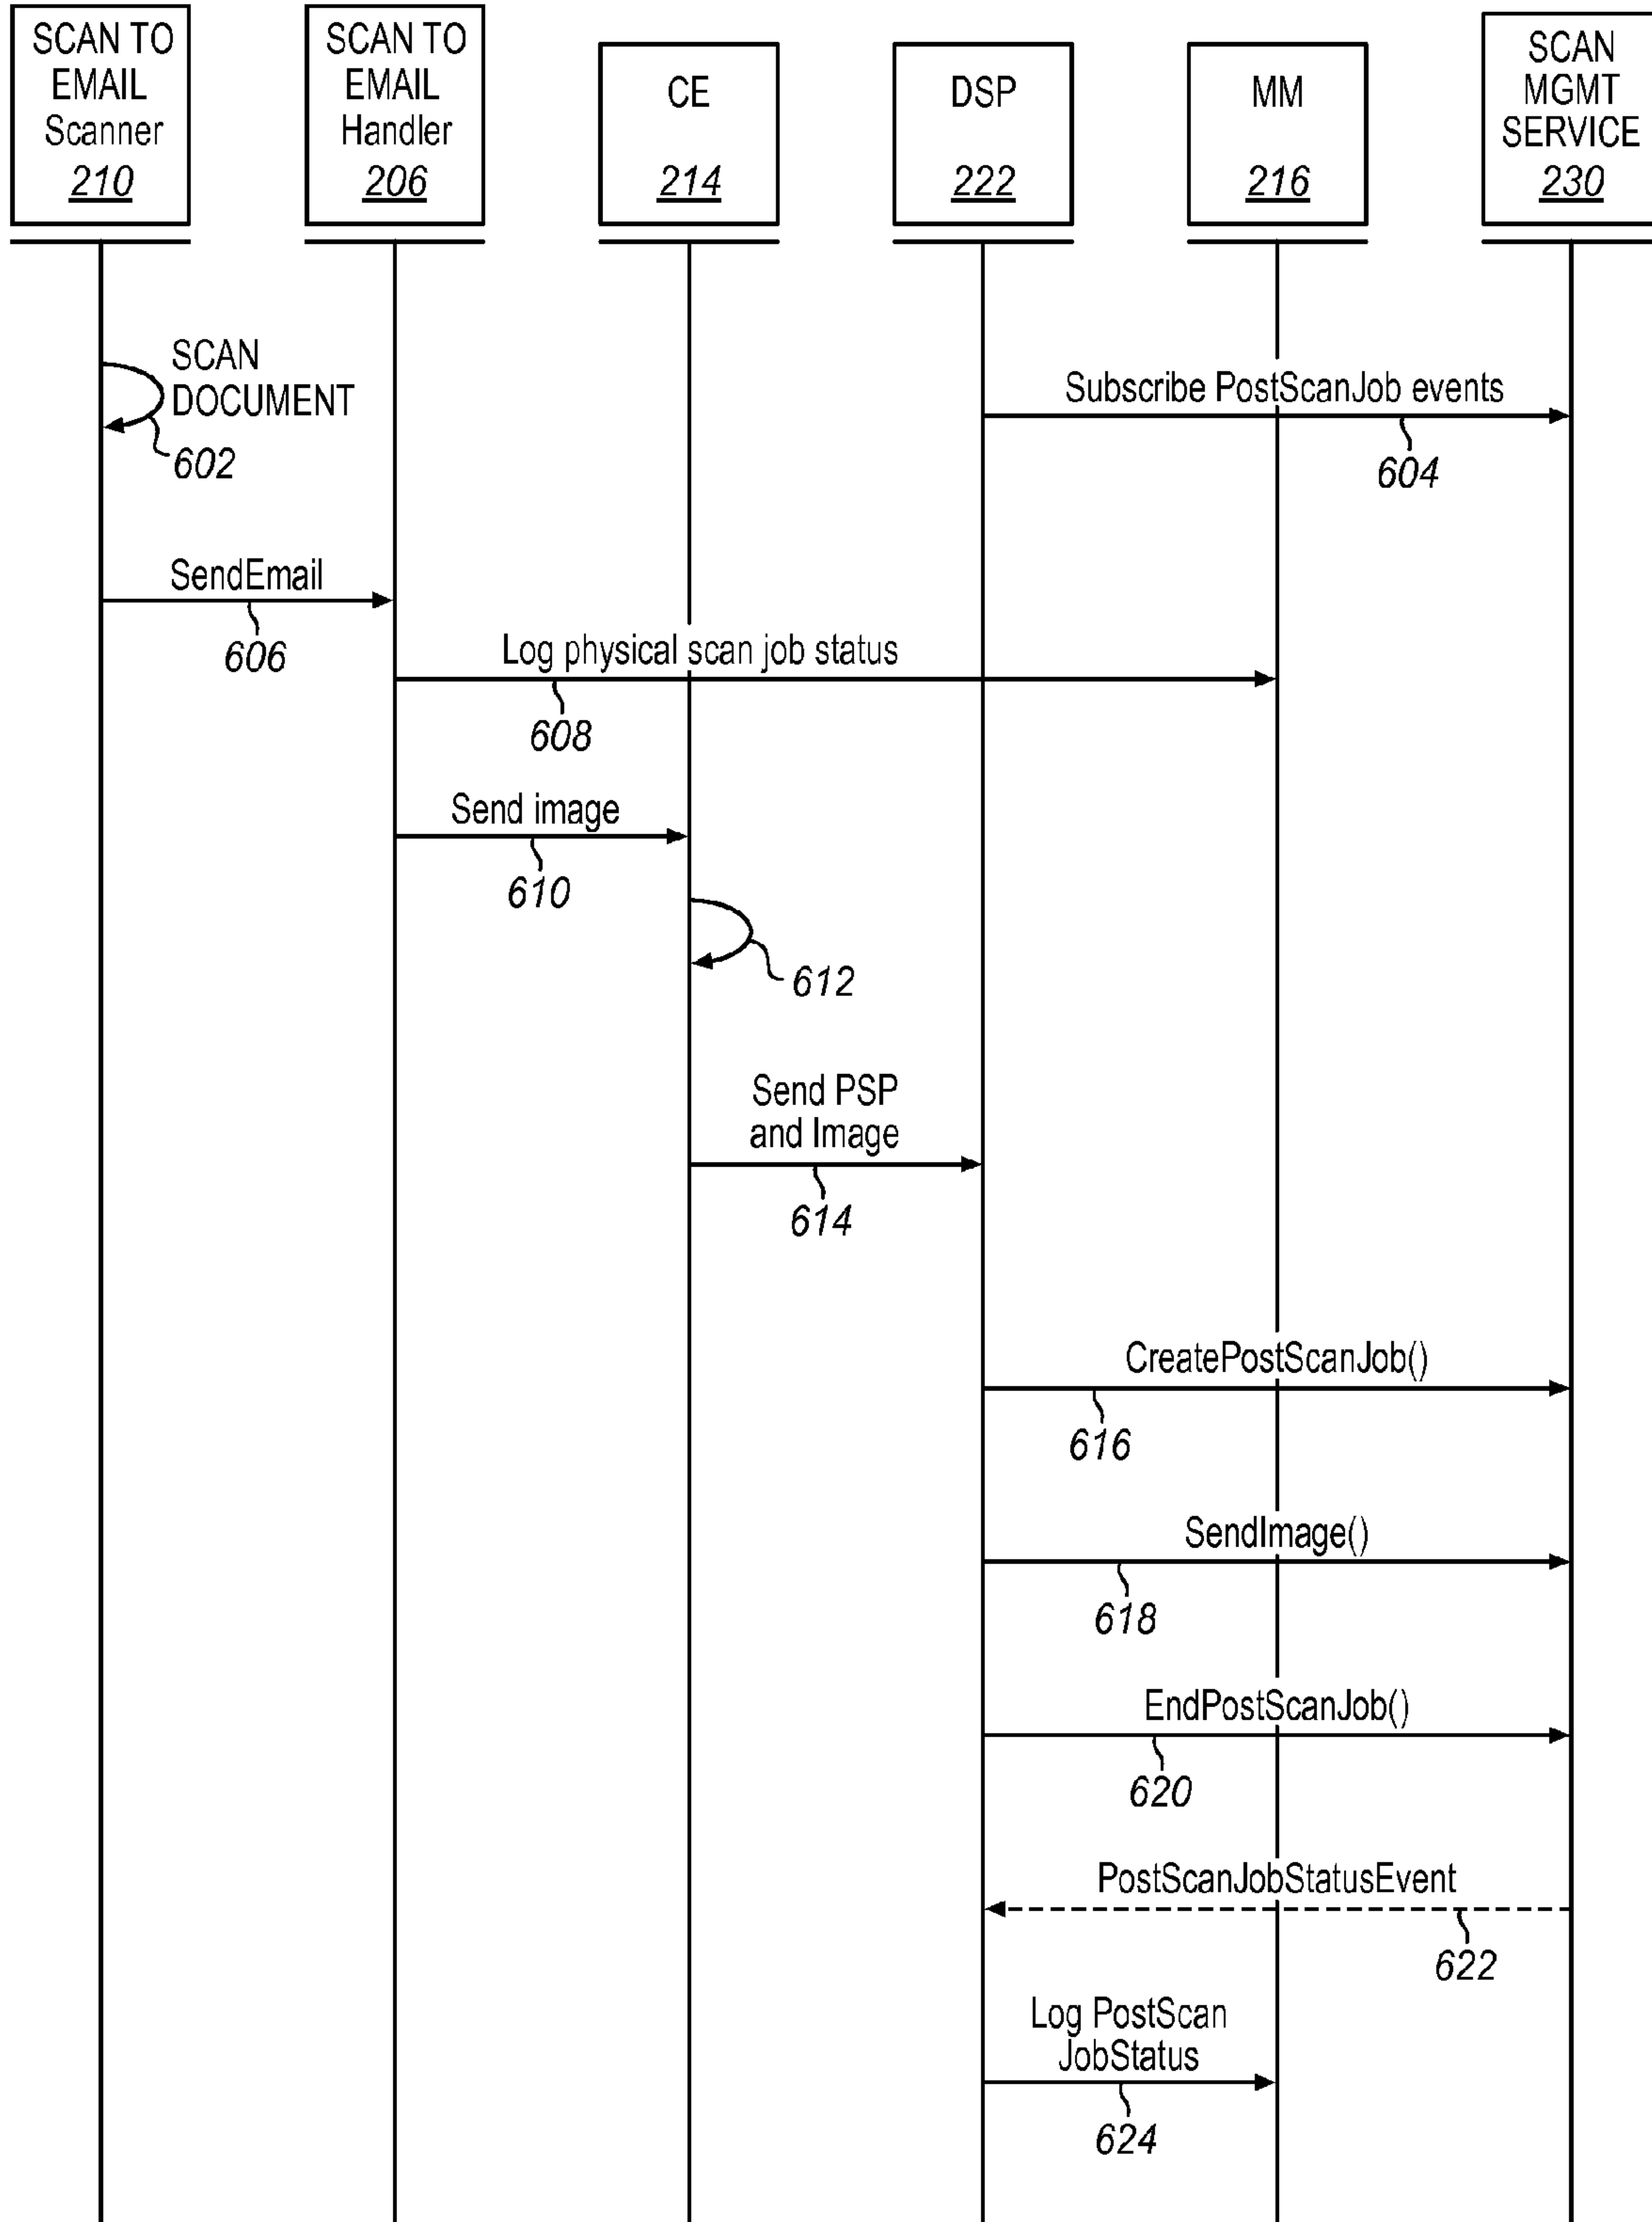 SCAN TO
EMAIL
Scanner
210
SCAN TO
EMAIL
Handler
206
CE
214
DSP
222
MM
216
SCAN
MGMT
SERVICE
230
SCAN
DOCUMENT
602
Subscribe PostScanJob events
604
SendEmail
606
Log physical scan job status
608
Send image
610
612
Send PSP
and Image
614
CreatePostScanJob()
616
SendImage()
618
EndPostScanJob()
620
PostScanJobStatusEvent
622
Log PostScan
JobStatus
624